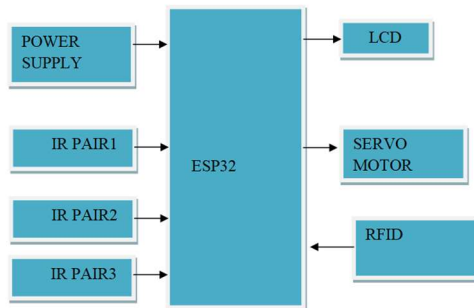 POWER
SUPPLY
IR PAIR1
IR PAIR2
IR PAIR3
ESP32
LCD
SERVO
MOTOR
RFID